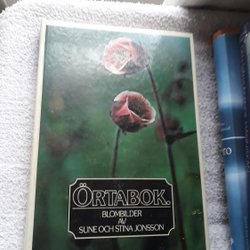 ÖRTABOK.
BLOMBILDER
AV
SUNE OCH STINA JONSSON